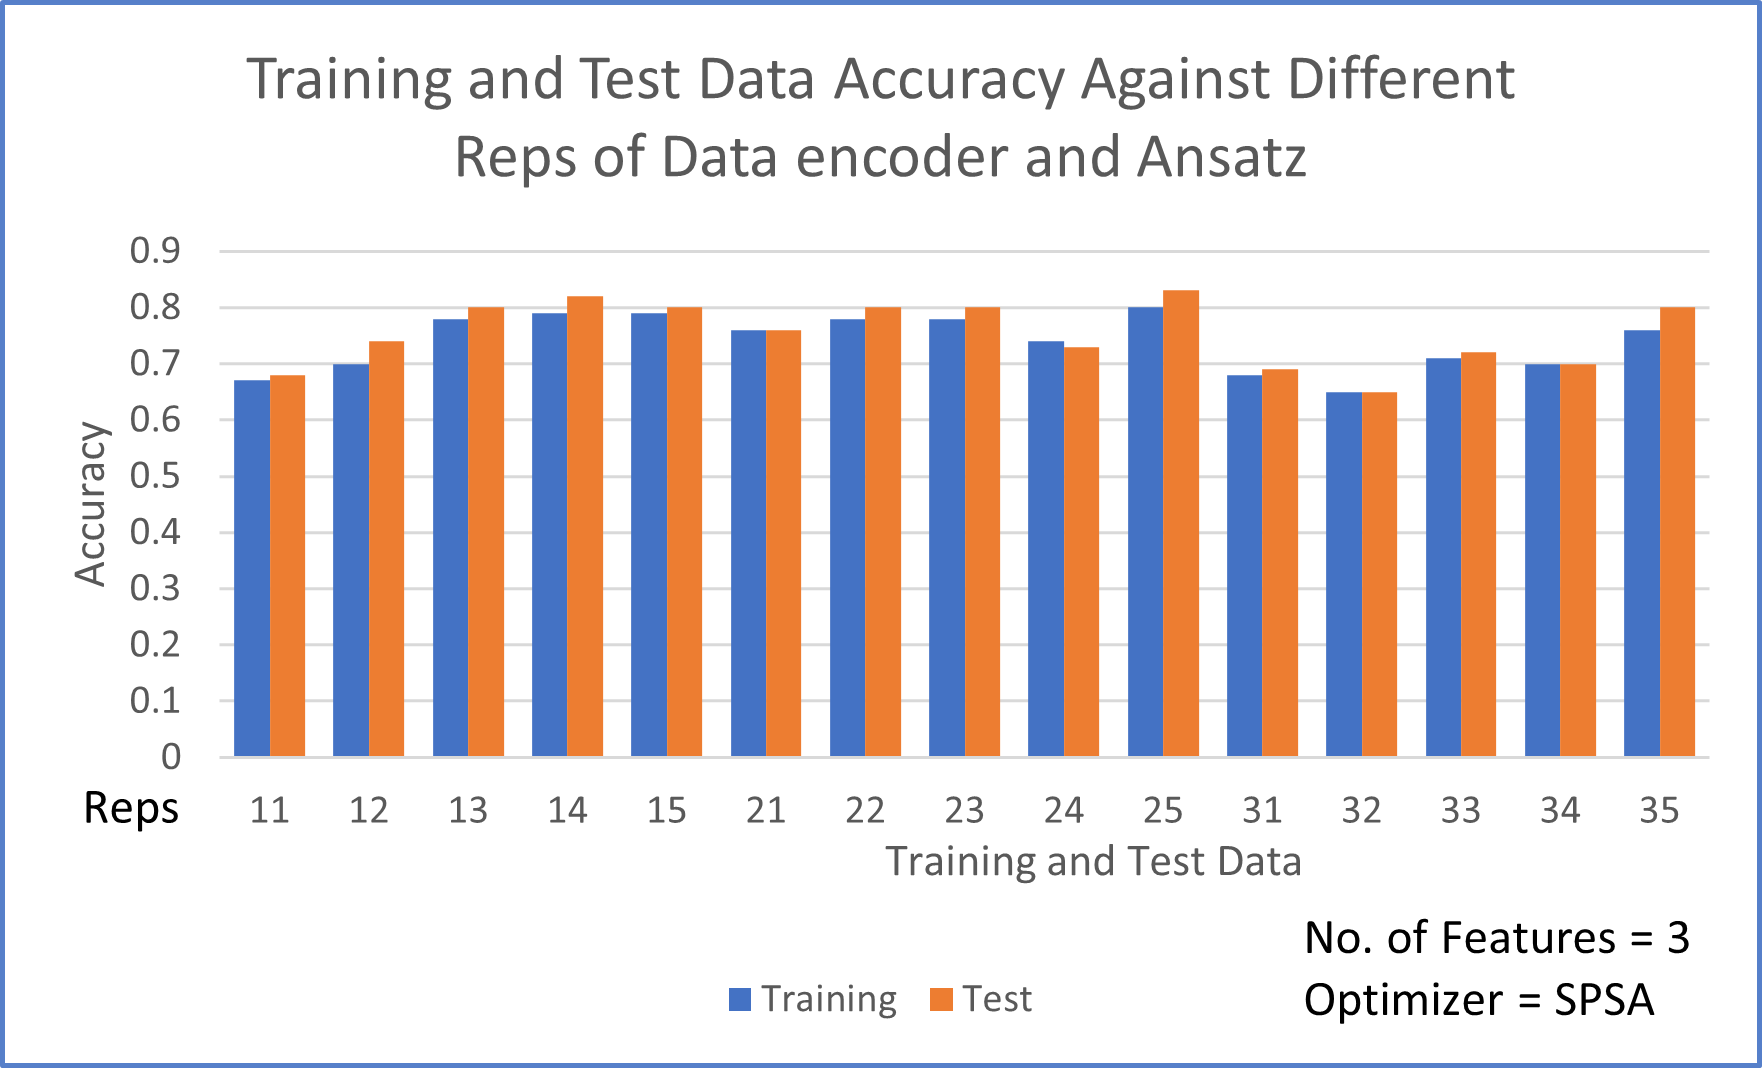 Training and Test Data Accuracy Against Different
Reps of Data encoder and Ansatz
0.9
0.8
0.7
0.6
0.5
0.4
0.3
0.2
0.1
0
Accuracy
Reps 11 12 13 14 15 21 22 23 24 25 31 32 33 34 35
Training and Test Data
No. of Features = 3
Optimizer = SPSA
Training Test